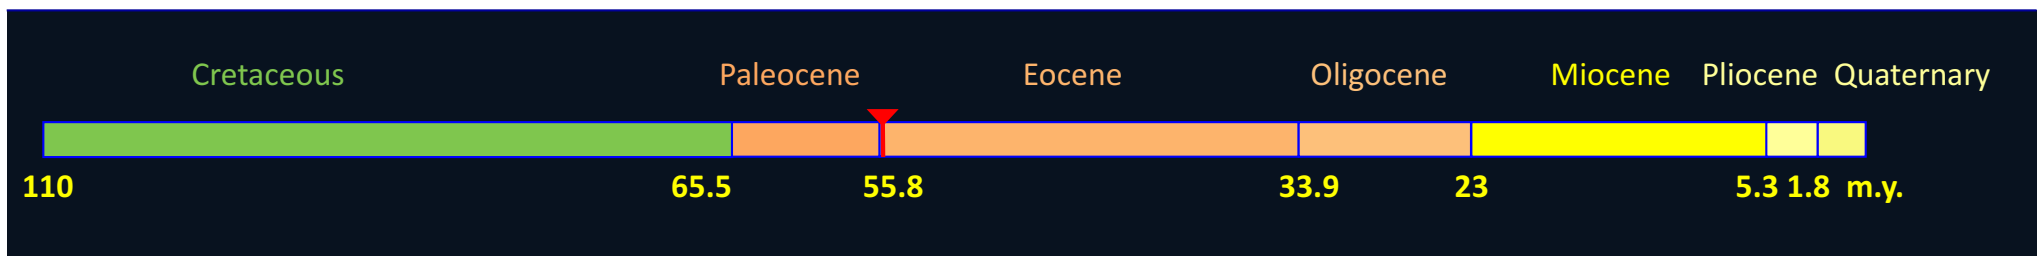 Cretaceous Paleocene Eocene Oligocene Miocene Pliocene Quaternary
110 65.5 55.8 33.9 23 5.3 1.8 m.y.